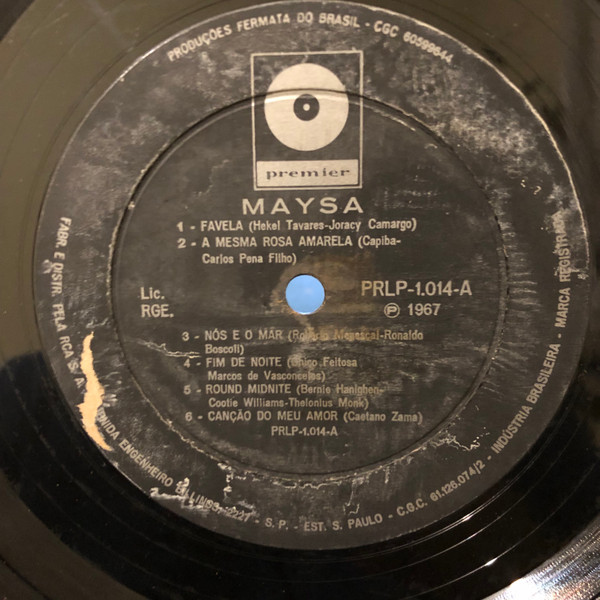 PRODUÇÕES FERMATA DO BRASIL - CGC 60599844
premier
MAYSA
1 - FAVELA (Hekel Tavares-Joracy Camargo)
2 - A MESMA ROSA AMARELA (Capiba-
Carlos Pena Filho)
Lic.
RGE.
PRLP-1.014-A
Ⓟ 1967
3 - NÓS E O MAR (Roberto Menescal-Ronaldo
Boscoli)
4 - FIM DE NOITE (Chico Feitosa
Marcos de Vasconcelos)
5 - ROUND MIDNITE (Bernie Hanighen-
Cootie Williams-Thelonius Monk)
6 - CANÇÃO DO MEU AMOR (Caetano Zama)
PRLP-1.014-A
FABR. E DISTR. PELA RCA S. A. ENGENHEIRO BILLINGS, 2227 - S.P. - EST. S. PAULO - C.G.C. 61.126.074/2 - INDÚSTRIA BRASILEIRA - MARCA REGISTRADA